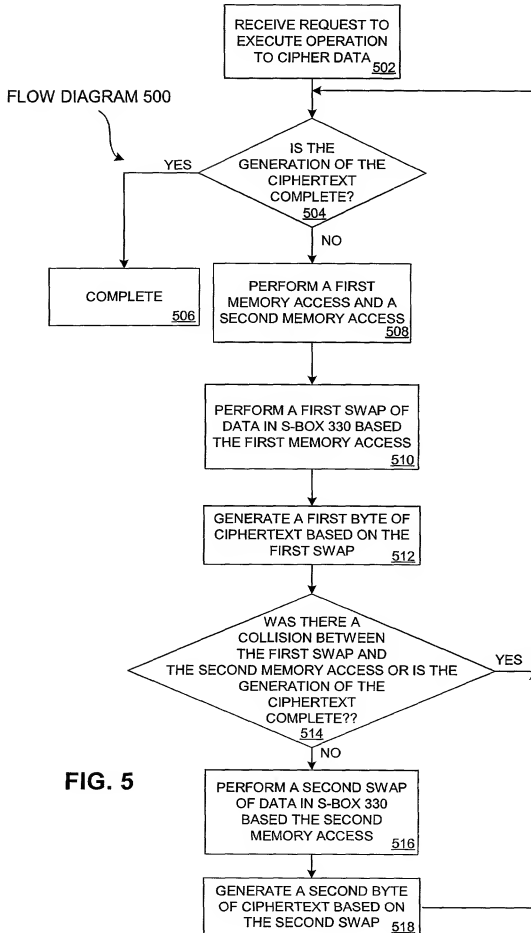 RECEIVE REQUEST TO
EXECUTE OPERATION
TO CIPHER DATA
502
FLOW DIAGRAM 500
IS THE
GENERATION OF THE
CIPHERTEXT
COMPLETE?
504
YES
NO
COMPLETE
506
PERFORM A FIRST
MEMORY ACCESS AND A
SECOND MEMORY ACCESS
508
PERFORM A FIRST SWAP OF
DATA IN S-BOX 330 BASED
THE FIRST MEMORY ACCESS
510
GENERATE A FIRST BYTE OF
CIPHERTEXT BASED ON THE
FIRST SWAP
512
WAS THERE A
COLLISION BETWEEN
THE FIRST SWAP AND
THE SECOND MEMORY ACCESS OR IS THE
GENERATION OF THE
CIPHERTEXT
COMPLETE??
514
YES
NO
FIG. 5
PERFORM A SECOND SWAP
OF DATA IN S-BOX 330
BASED THE SECOND
MEMORY ACCESS
516
GENERATE A SECOND BYTE
OF CIPHERTEXT BASED ON
THE SECOND SWAP
518